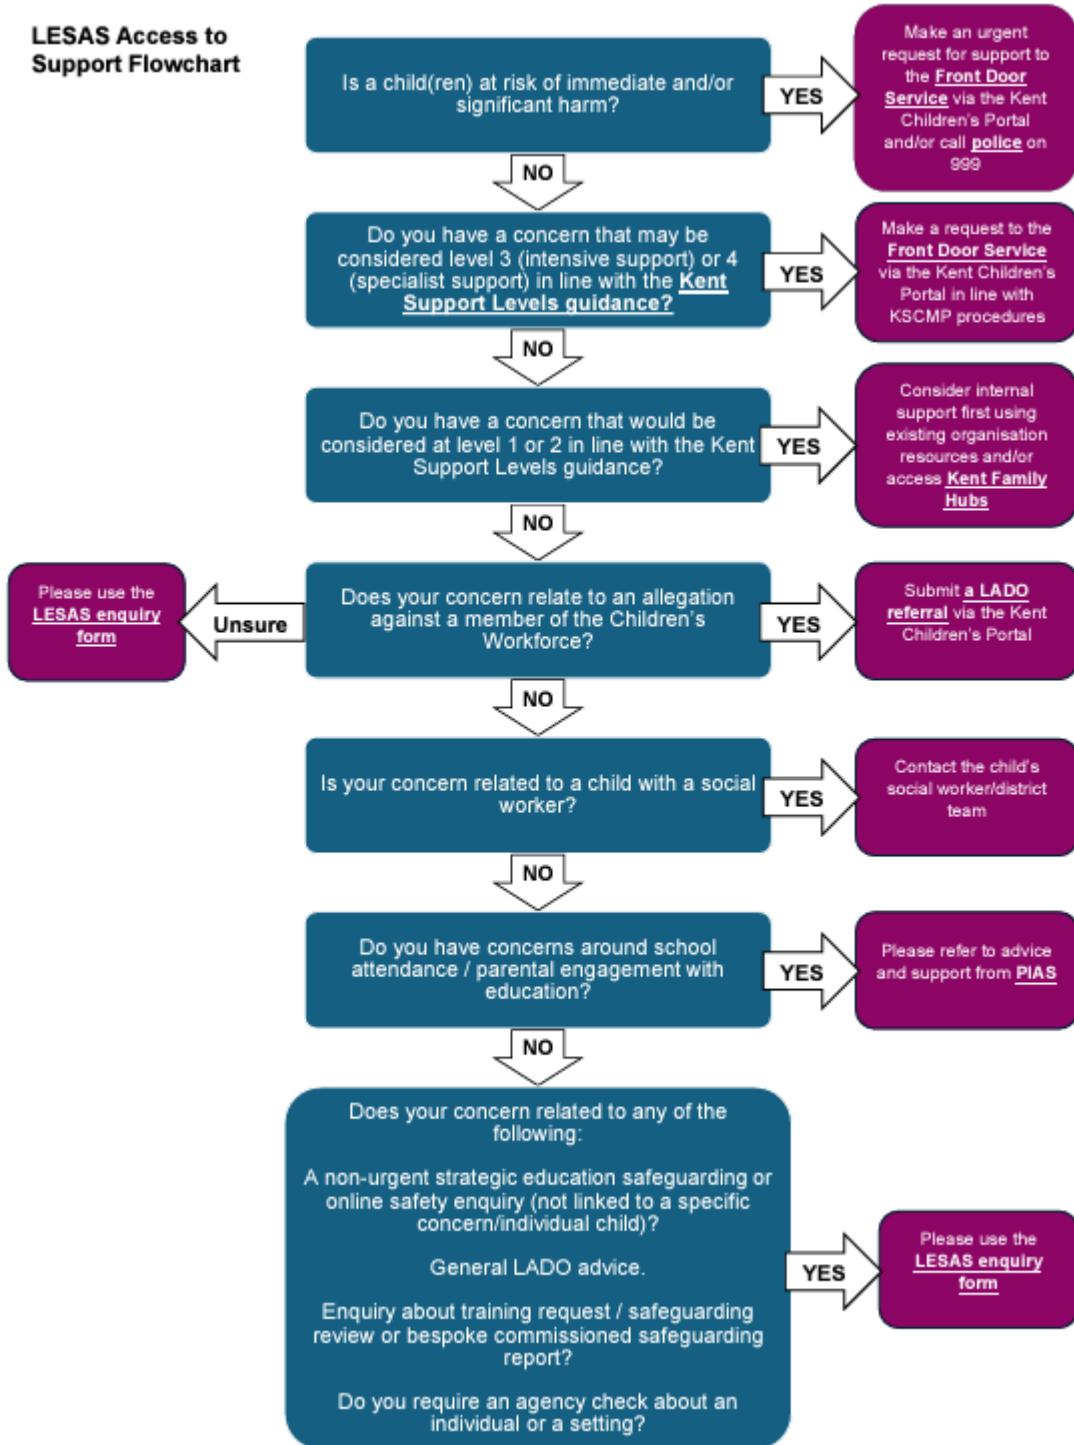 LESAS Access to
Support Flowchart
Is a child(ren) at risk of immediate and/or
significant harm?
YES
Make an urgent
request for support to
the Front Door
Service via the Kent
Children's Portal
and/or call police on
999
NO
Do you have a concern that may be
considered level 3 (intensive support) or 4
(specialist support) in line with the Kent
Support Levels guidance?
YES
Make a request to the
Front Door Service
via the Kent Children's
Portal in line with
KSCMP procedures
NO
Do you have a concern that would be
considered at level 1 or 2 in line with the Kent
Support Levels guidance?
YES
Consider internal
support first using
existing organisation
resources and/or
access Kent Family
Hubs
NO
Please use the
LESAS enquiry
form
Unsure
Does your concern relate to an allegation
against a member of the Children's
Workforce?
YES
Submit a LADO
referral via the Kent
Children's Portal
NO
Is your concern related to a child with a social
worker?
YES
Contact the child's
social worker/district
team
NO
Do you have concerns around school
attendance / parental engagement with
education?
YES
Please refer to advice
and support from PIAS
NO
Does your concern related to any of the
following:
A non-urgent strategic education safeguarding or
online safety enquiry (not linked to a specific
concern/individual child)?
General LADO advice.
Enquiry about training request / safeguarding
review or bespoke commissioned safeguarding
report?
Do you require an agency check about an
individual or a setting?
YES
Please use the
LESAS enquiry
form